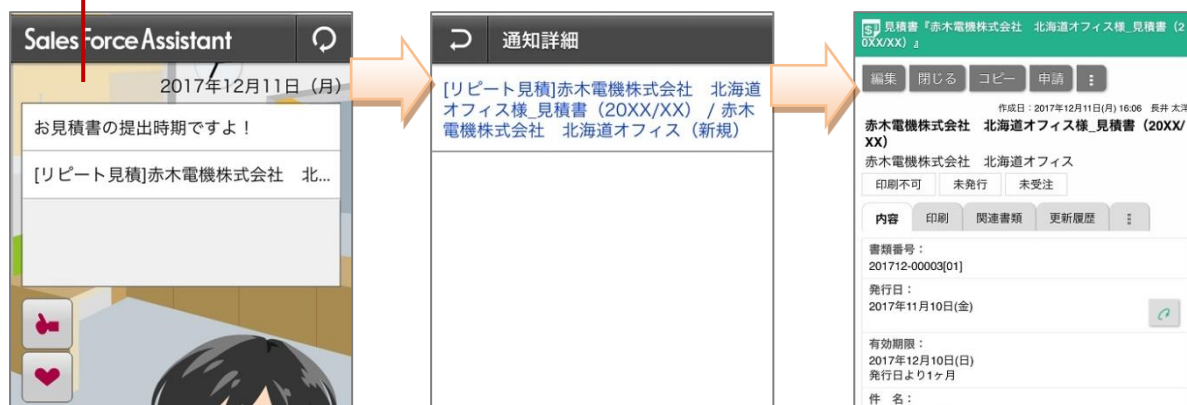 Sales Force Assistant
2017年12月11日（月）
お見積書の提出時期ですよ！
[リピート見積]赤木電機株式会社　北...
通知詳細
[リピート見積]赤木電機株式会社　北海道
オフィス様_見積書（20XX/XX） / 赤木
電機株式会社　北海道オフィス（新規）
見積書『赤木電機株式会社　北海道オフィス様_見積書（2
0XX/XX）』
編集 閉じる コピー 申請
作成日：2017年12月11日(月) 16:06 長井 太洋
赤木電機株式会社　北海道オフィス様_見積書（20XX/
XX）
赤木電機株式会社　北海道オフィス
印刷不可 未発行 未受注
内容 印刷 関連書類 更新履歴
書類番号：
201712-00003[01]
発行日：
2017年11月10日(金)
有効期限：
2017年12月10日(日)
発行日より1ヶ月
件 名：